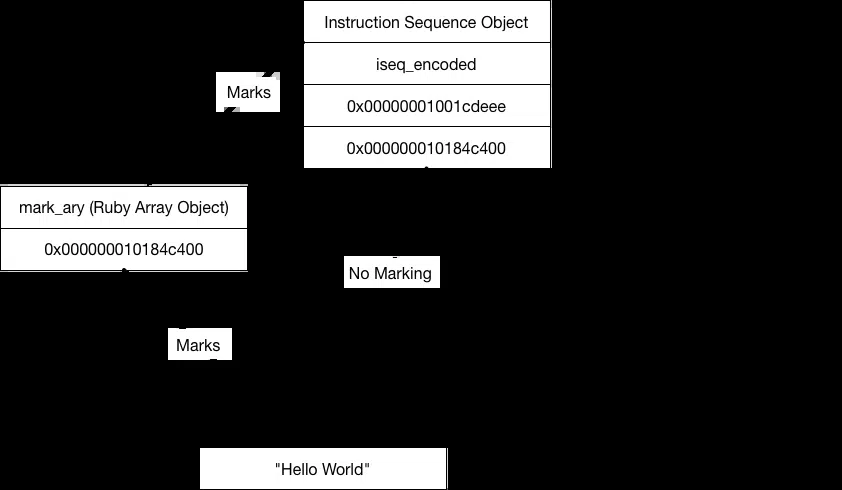 Instruction Sequence Object
iseq_encoded
Marks
0x00000001001cdeee
0x000000010184c400
mark_ary (Ruby Array Object)
0x000000010184c400
No Marking
Marks
"Hello World"